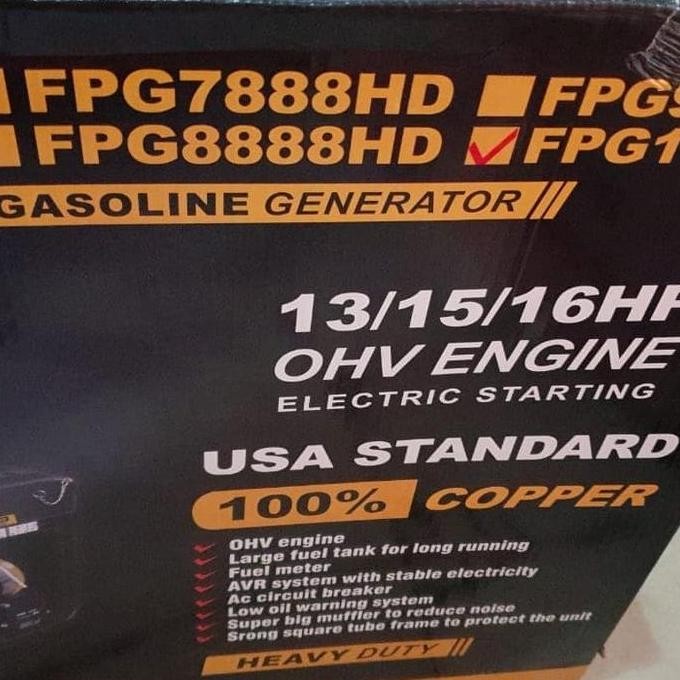 FPG7888HD FPG9
FPG8888HD FPG1
GASOLINE GENERATOR
13/15/16HP
OHV ENGINE
ELECTRIC STARTING
USA STANDARD
100% COPPER
OHV engine
Large fuel tank for long running
Fuel meter
AVR system with stable electricity
Ac circuit breaker
Low oil warning system
Super big muffler to reduce noise
Srong square tube frame to protect the unit
HEAVY DUTY